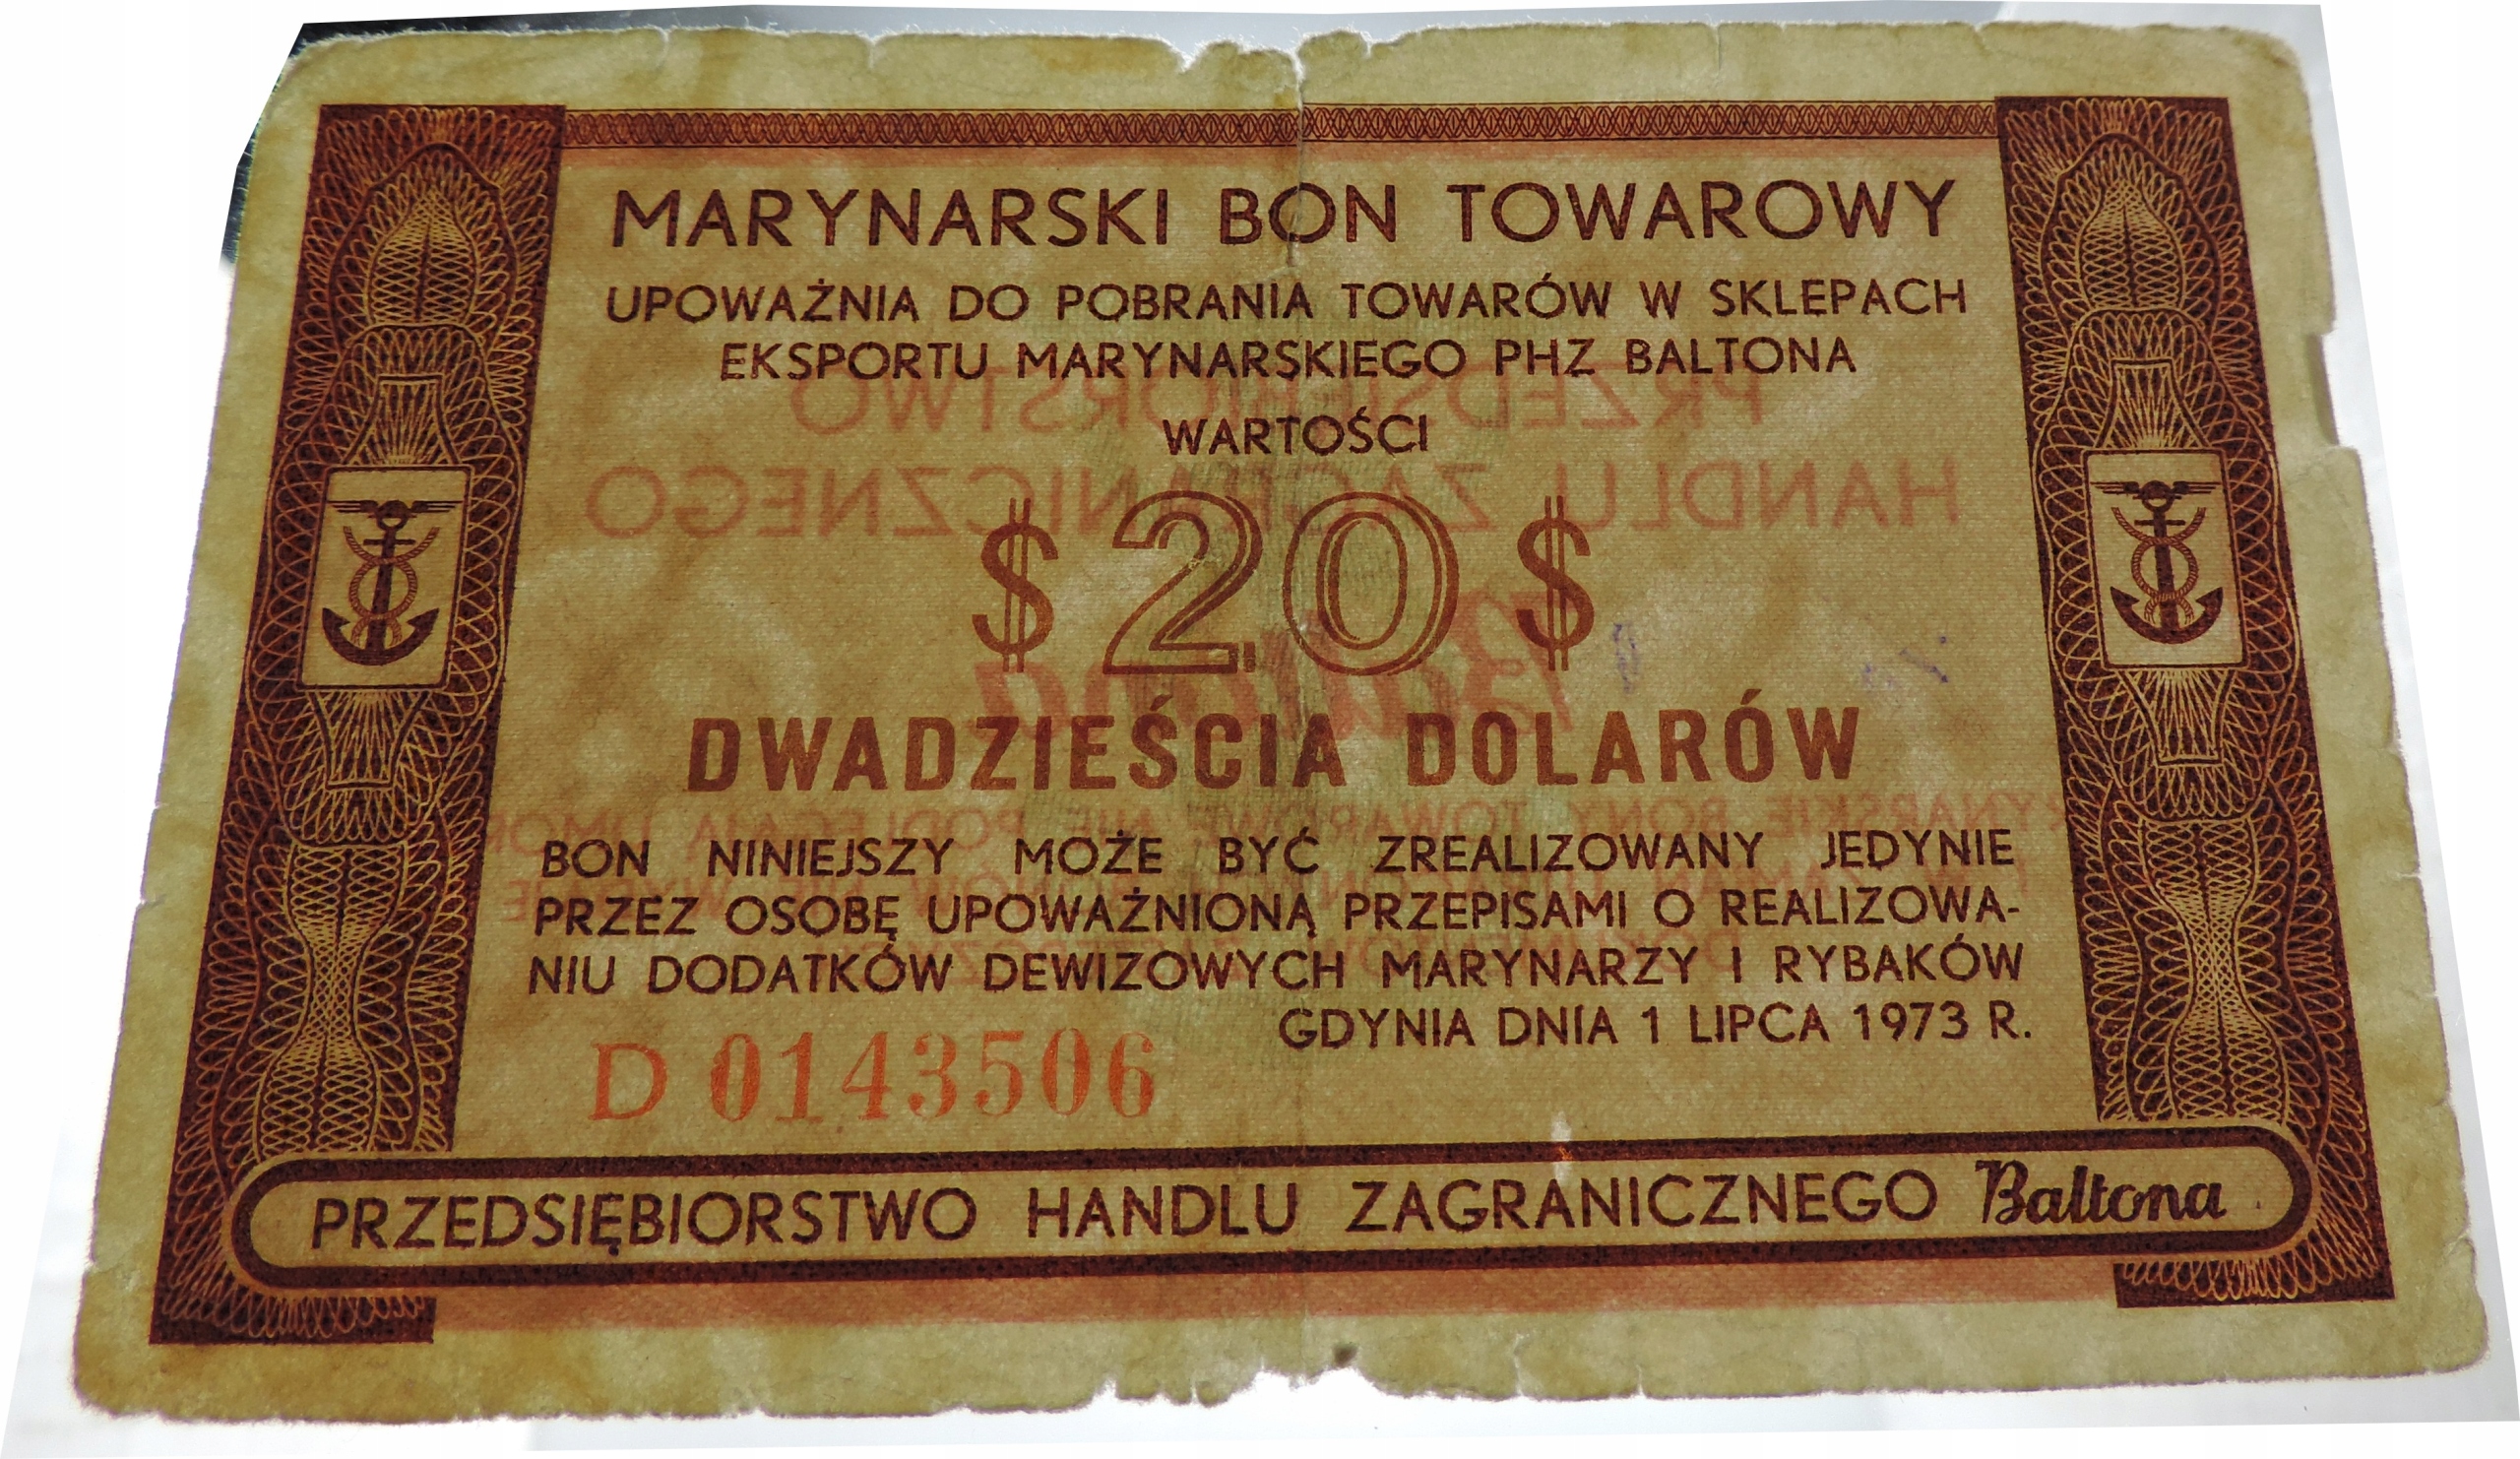 MARYNARSKI BON TOWAROWY
UPOWAŻNIA DO POBRANIA TOWARÓW W SKLEPACH
EKSPORTU MARYNARSKIEGO PHZ BALTONA
WARTOŚCI
$ 20 $
DWADZIEŚCIA DOLARÓW
BON NINIEJSZY MOŻE BYĆ ZREALIZOWANY JEDYNIE
PRZEZ OSOBĘ UPOWAŻNIONĄ PRZEPISAMI O REALIZOWA-
NIU DODATKÓW DEWIZOWYCH MARYNARZY I RYBAKÓW
GDYNIA DNIA 1 LIPCA 1973 R.
D 0143506
PRZEDSIĘBIORSTWO HANDLU ZAGRANICZNEGO Baltona